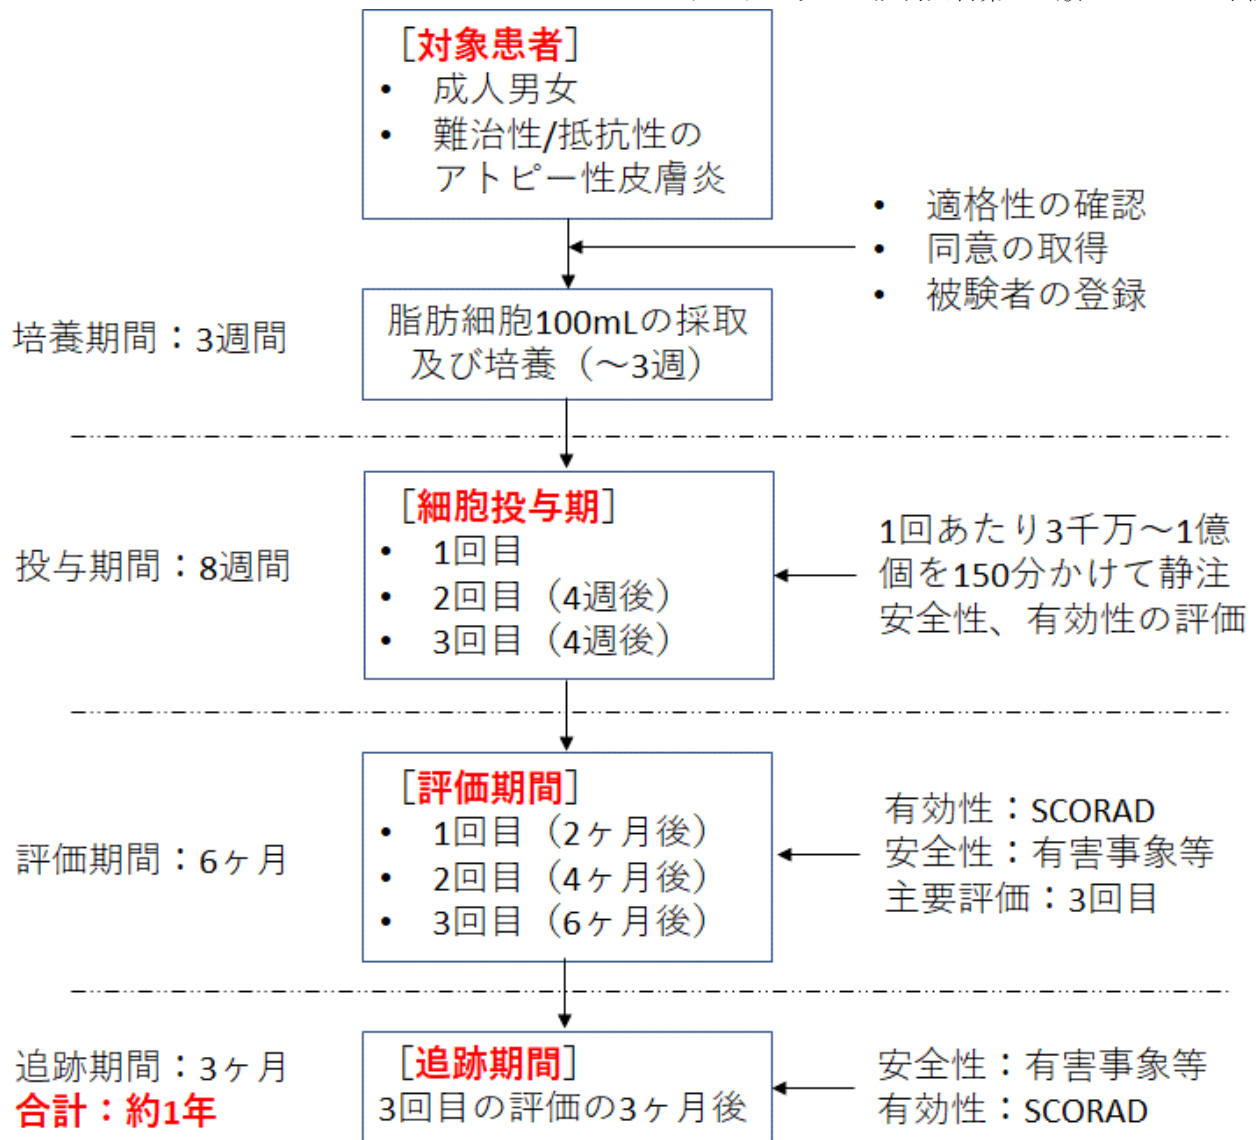 ［対象患者］
• 成人男女
• 難治性/抵抗性の
アトピー性皮膚炎
• 適格性の確認
• 同意の取得
• 被験者の登録
培養期間：3週間
脂肪細胞100mLの採取
及び培養（～3週）
［細胞投与期］
• 1回目
• 2回目（4週後）
• 3回目（4週後）
投与期間：8週間
1回あたり3千万～1億
個を150分かけて静注
安全性、有効性の評価
［評価期間］
• 1回目（2ヶ月後）
• 2回目（4ヶ月後）
• 3回目（6ヶ月後）
評価期間：6ヶ月
有効性：SCORAD
安全性：有害事象等
主要評価：3回目
追跡期間：3ヶ月
合計：約1年
［追跡期間］
3回目の評価の3ヶ月後
安全性：有害事象等
有効性：SCORAD